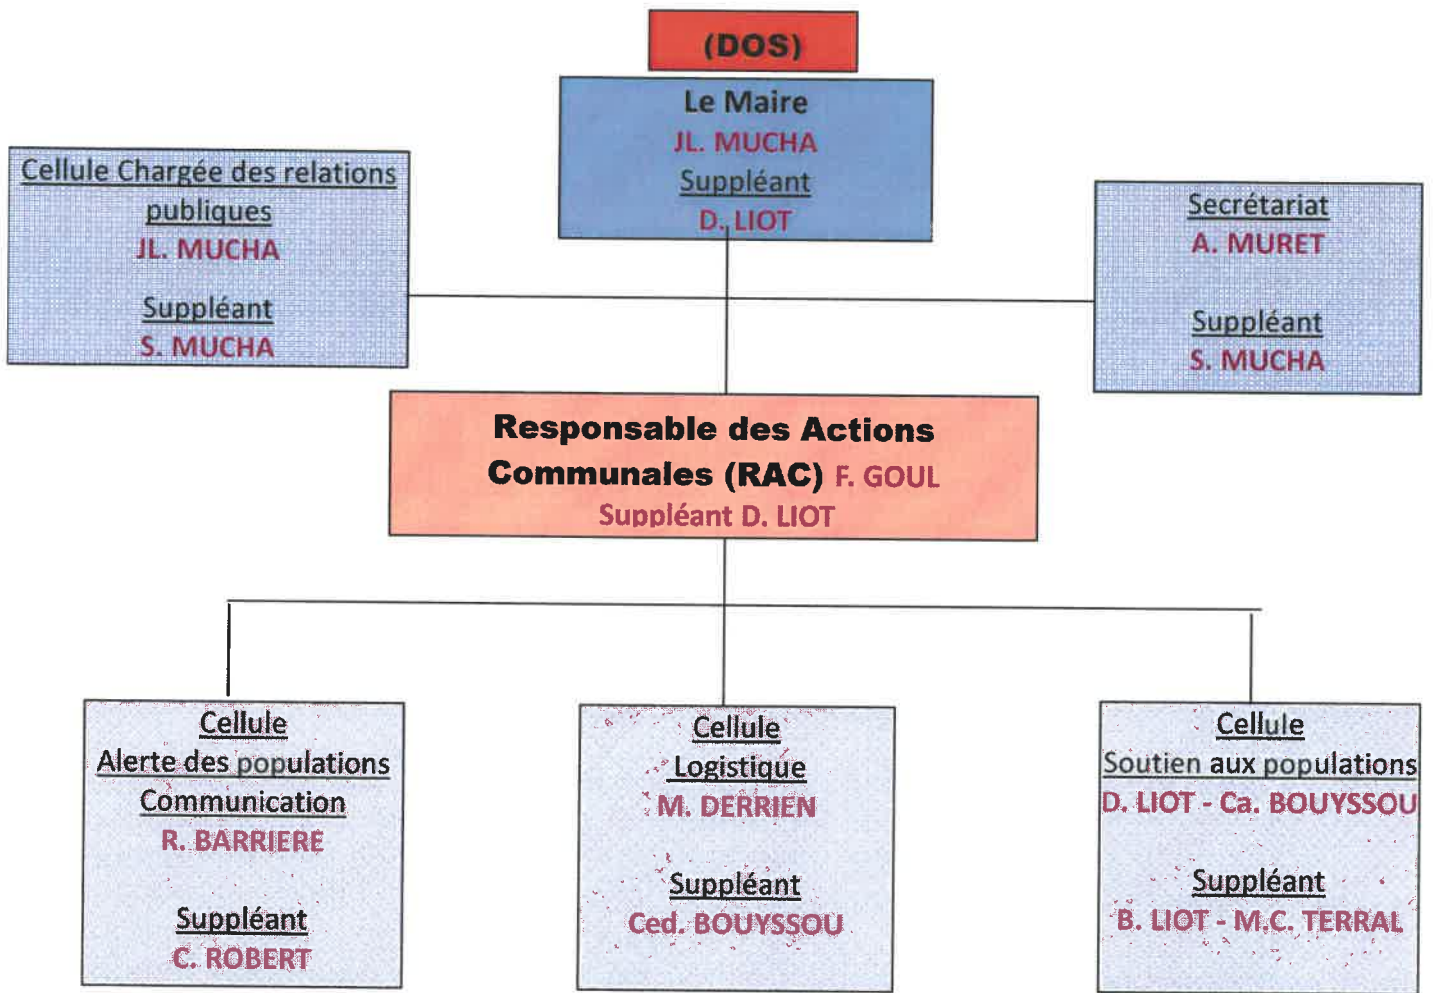 (DOS)
Le Maire
JL. MUCHA
Suppléant
D. LIOT
Cellule Chargée des relations
publiques
JL. MUCHA
Suppléant
S. MUCHA
Secrétariat
A. MURET
Suppléant
S. MUCHA
Responsable des Actions
Communales (RAC) F. GOUL
Suppléant D. LIOT
Cellule
Alerte des populations
Communication
R. BARRIERE
Suppléant
C. ROBERT
Cellule
Logistique
M. DERRIEN
Suppléant
Ced. BOUYSSOU
Cellule
Soutien aux populations
D. LIOT - Ca. BOUYSSOU
Suppléant
B. LIOT - M.C. TERRAL